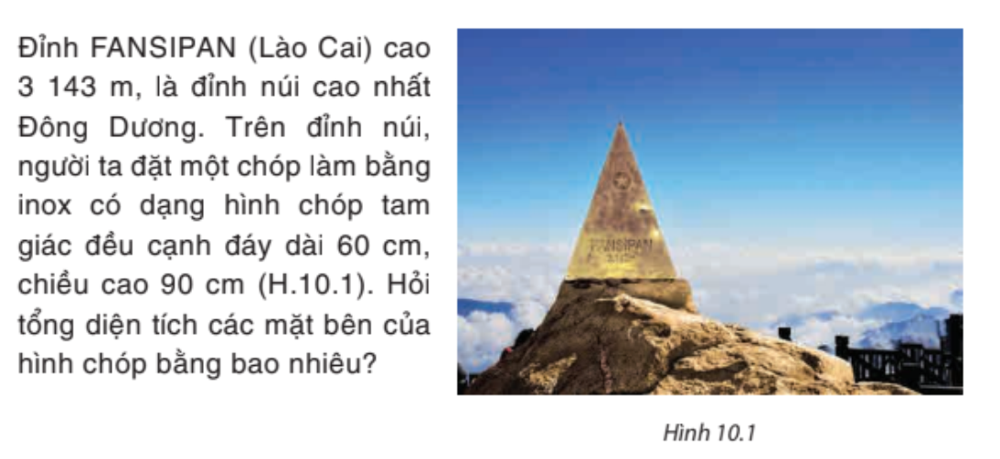 Đỉnh FANSIPAN (Lào Cai) cao
3 143 m, là đỉnh núi cao nhất
Đông Dương. Trên đỉnh núi,
người ta đặt một chóp làm bằng
inox có dạng hình chóp tam
giác đều cạnh đáy dài 60 cm,
chiều cao 90 cm (H.10.1). Hỏi
tổng diện tích các mặt bên của
hình chóp bằng bao nhiêu?
FANSIPAN
Hình 10.1